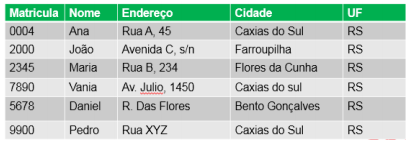 Matricula Nome Endereço Cidade UF
0004 Ana Rua A, 45 Caxias do Sul RS
2000 João Avenida C, s/n Farroupilha RS
2345 Maria Rua B, 234 Flores da Cunha RS
7890 Vania Av. Julio, 1450 Caxias do sul RS
5678 Daniel R. Das Flores Bento Gonçalves RS
9900 Pedro Rua XYZ Caxias do Sul RS